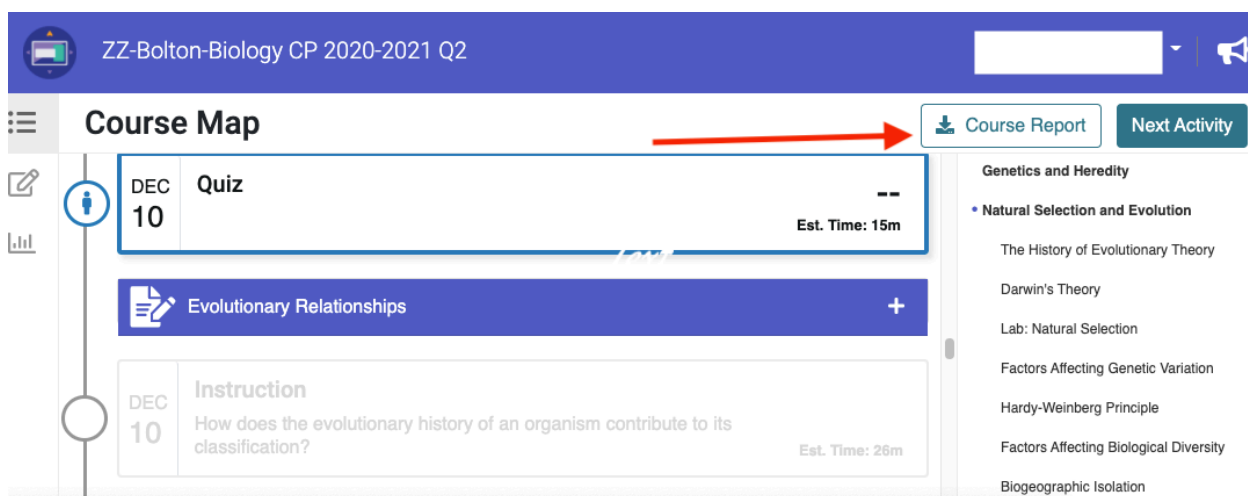 ZZ-Bolton-Biology CP 2020-2021 Q2
Course Map
Course Report
Next Activity
DEC
10
Quiz
--
Est. Time: 15m
Evolutionary Relationships
+
DEC
10
Instruction
How does the evolutionary history of an organism contribute to its
classification?
Est. Time: 26m
Genetics and Heredity
• Natural Selection and Evolution
The History of Evolutionary Theory
Darwin's Theory
Lab: Natural Selection
Factors Affecting Genetic Variation
Hardy-Weinberg Principle
Factors Affecting Biological Diversity
Biogeographic Isolation